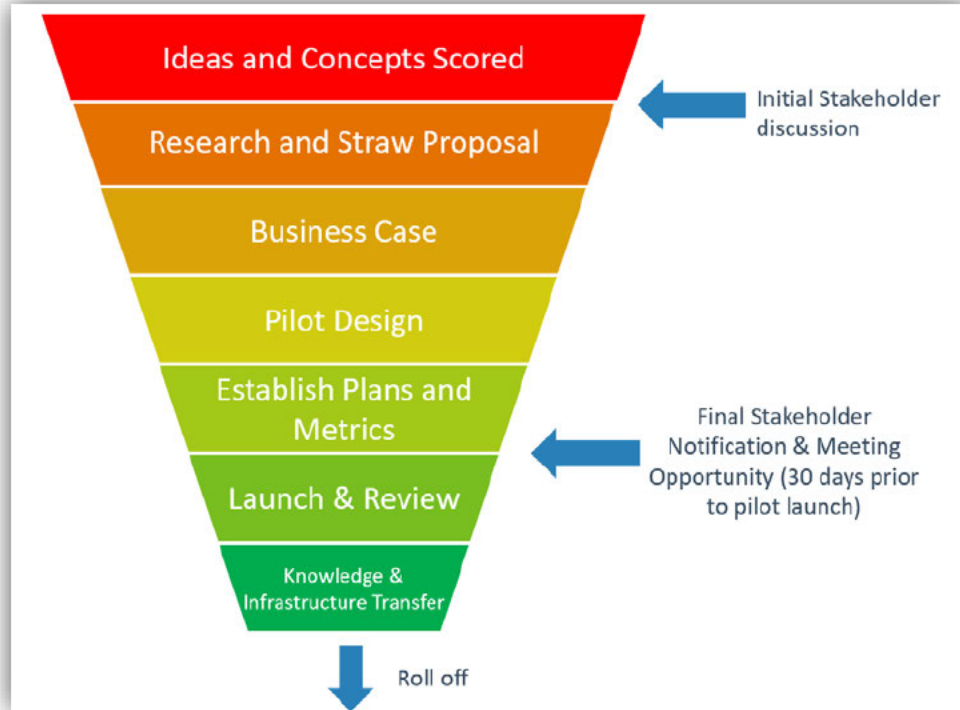 Ideas and Concepts Scored
Initial Stakeholder
discussion
Research and Straw Proposal
Business Case
Pilot Design
Establish Plans and
Metrics
Final Stakeholder
Notification & Meeting
Opportunity (30 days prior
to pilot launch)
Launch & Review
Knowledge &
Infrastructure Transfer
Roll off